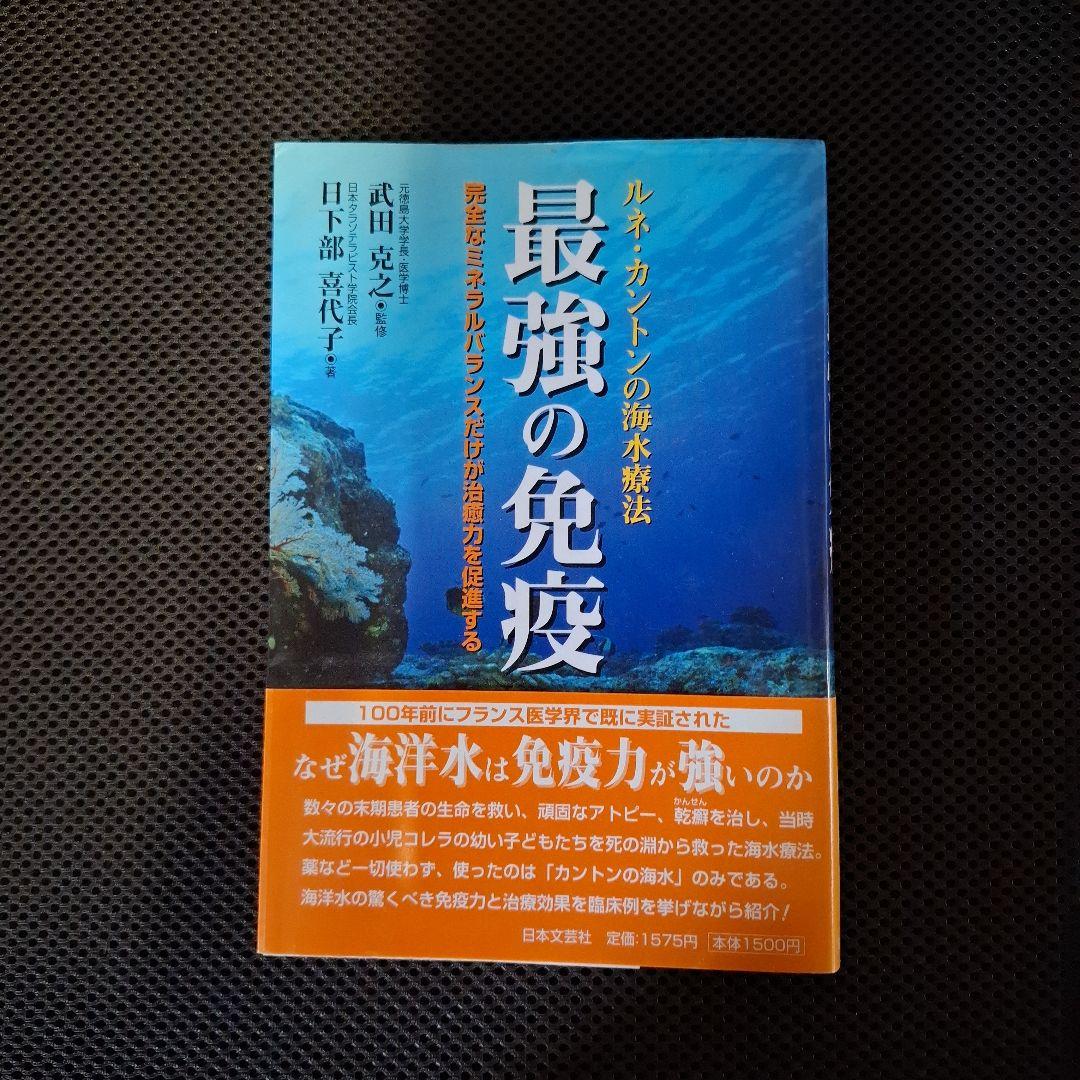 ルネ・カントンの海水療法
最強の免疫
完全なミネラルバランスだけが治癒力を促進する
元徳島大学学長・医学博士
武田 克之◉監修
日本タラソテラピスト学院会長
日下部 喜代子◉著
100年前にフランス医学界で既に実証された
なぜ海洋水は免疫力が強いのか
かんせん
数々の末期患者の生命を救い、頑固なアトピー、乾癬を治し、当時
大流行の小児コレラの幼い子どもたちを死の淵から救った海水療法。
薬など一切使わず、使ったのは「カントンの海水」のみである。
海洋水の驚くべき免疫力と治療効果を臨床例を挙げながら紹介!
日本文芸社 定価:1575円 本体1500円